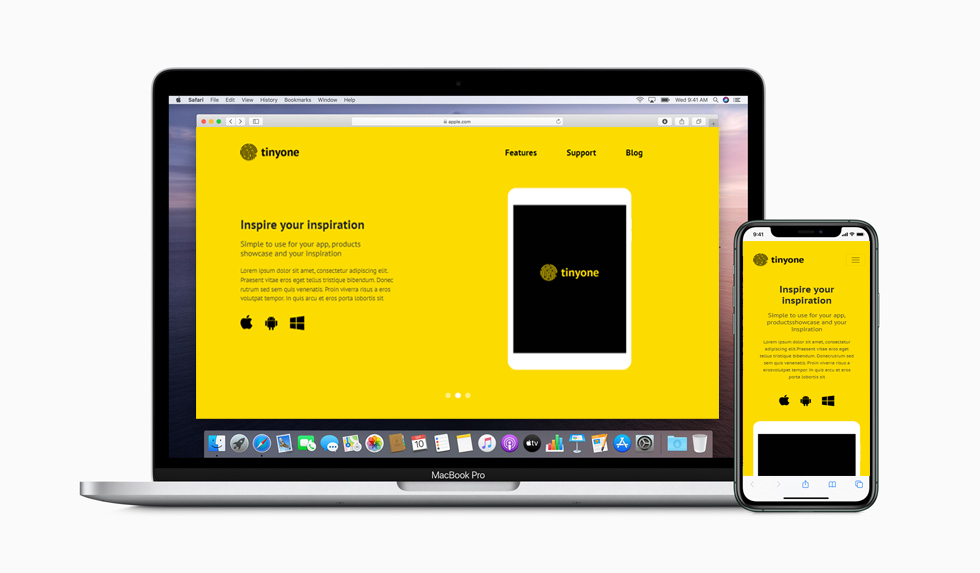 Safari File Edit View History Bookmarks Window Help
Wed 9:41 AM
apple.com
tinyone
Features Support Blog
Inspire your inspiration
Simple to use for your app, products
showcase and your inspiration
Lorem ipsum dolor sit amet, consectetur adipiscing elit.
Praesent vitae eros eget tellus tristique bibendum. Donec
rutrum sed sem quis venenatis. Proin viverra risus a eros
volutpat tempor. In quis arcu et eros porta lobortis sit
tinyone
10
tv
MacBook Pro
9:41
tinyone
Inspire your
inspiration
Simple to use for your app,
productsshowcase and your
inspiration
Lorem ipsum dolor sit amet, consectetur
adipiscing elit Praesent vitae eros eget tellus
tristique bibendum. Donecrutrum sed sem
quis venenatis. Proin viverra risus a
erosvolutpat tempor. In quis arcu et eros
porta lobortis sit